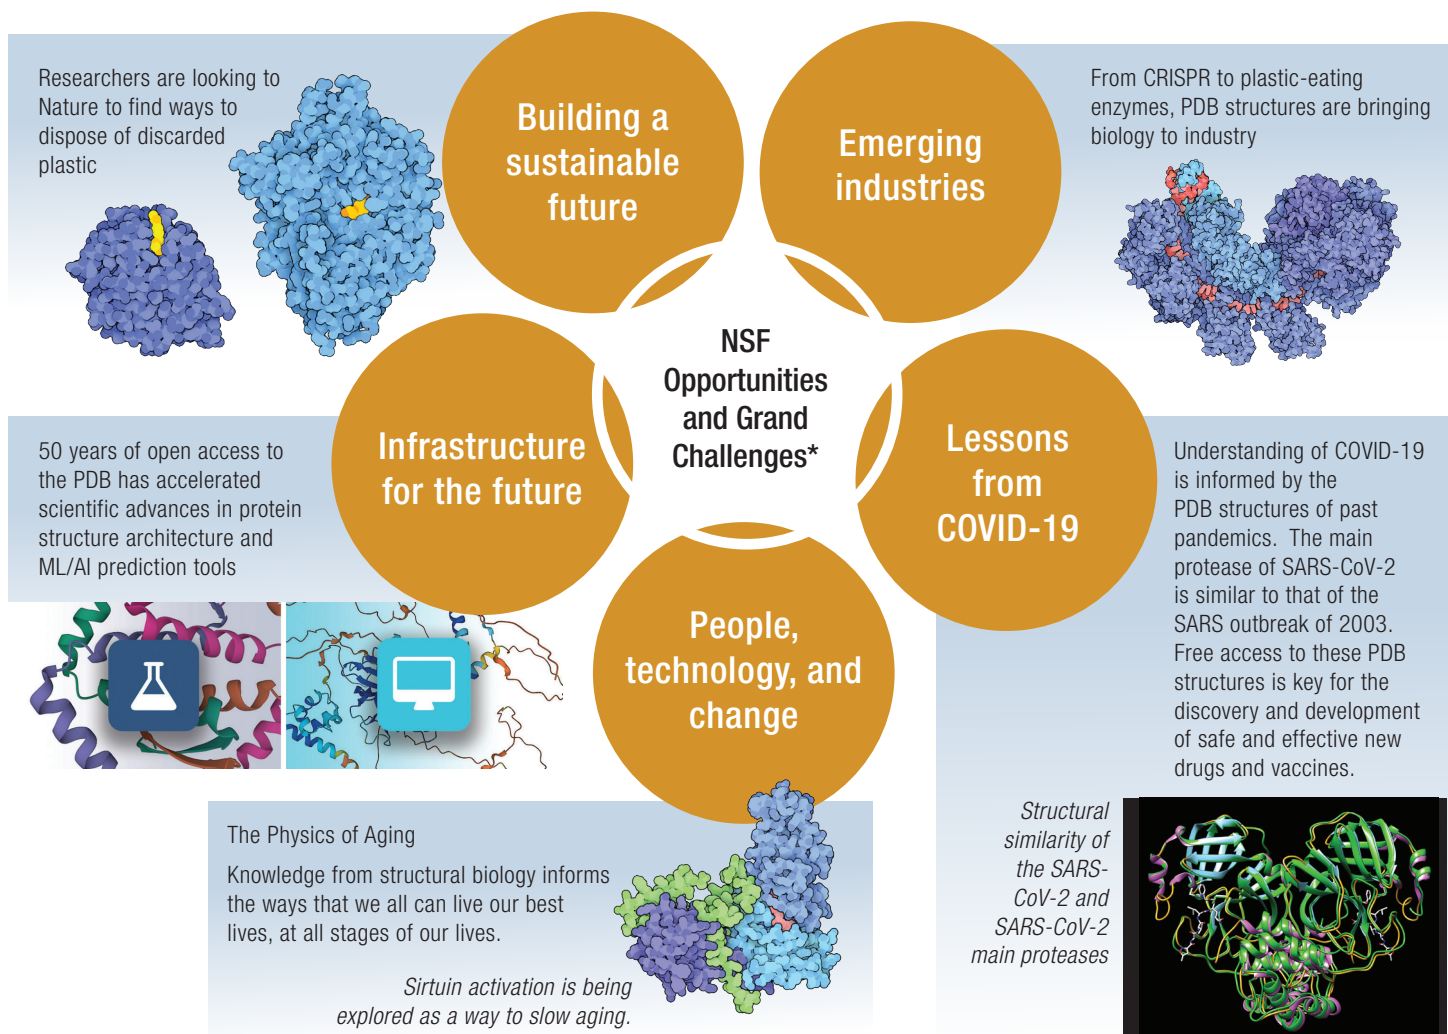 Researchers are looking to
Nature to find ways to
dispose of discarded
plastic
Building a
sustainable
future
Emerging
industries
From CRISPR to plastic-eating
enzymes, PDB structures are bringing
biology to industry
NSF
Opportunities
and Grand
Challenges*
Infrastructure
for the future
50 years of open access to
the PDB has accelerated
scientific advances in protein
structure architecture and
ML/AI prediction tools
Lessons
from
COVID-19
Understanding of COVID-19
is informed by the
PDB structures of past
pandemics.  The main
protease of SARS-CoV-2
is similar to that of the
SARS outbreak of 2003.
Free access to these PDB
structures is key for the
discovery and development
of safe and effective new
drugs and vaccines.
Structural
similarity of
the SARS-
CoV-2 and
SARS-CoV-2
main proteases
People,
technology, and
change
The Physics of Aging
Knowledge from structural biology informs
the ways that we all can live our best
lives, at all stages of our lives.
Sirtuin activation is being
explored as a way to slow aging.